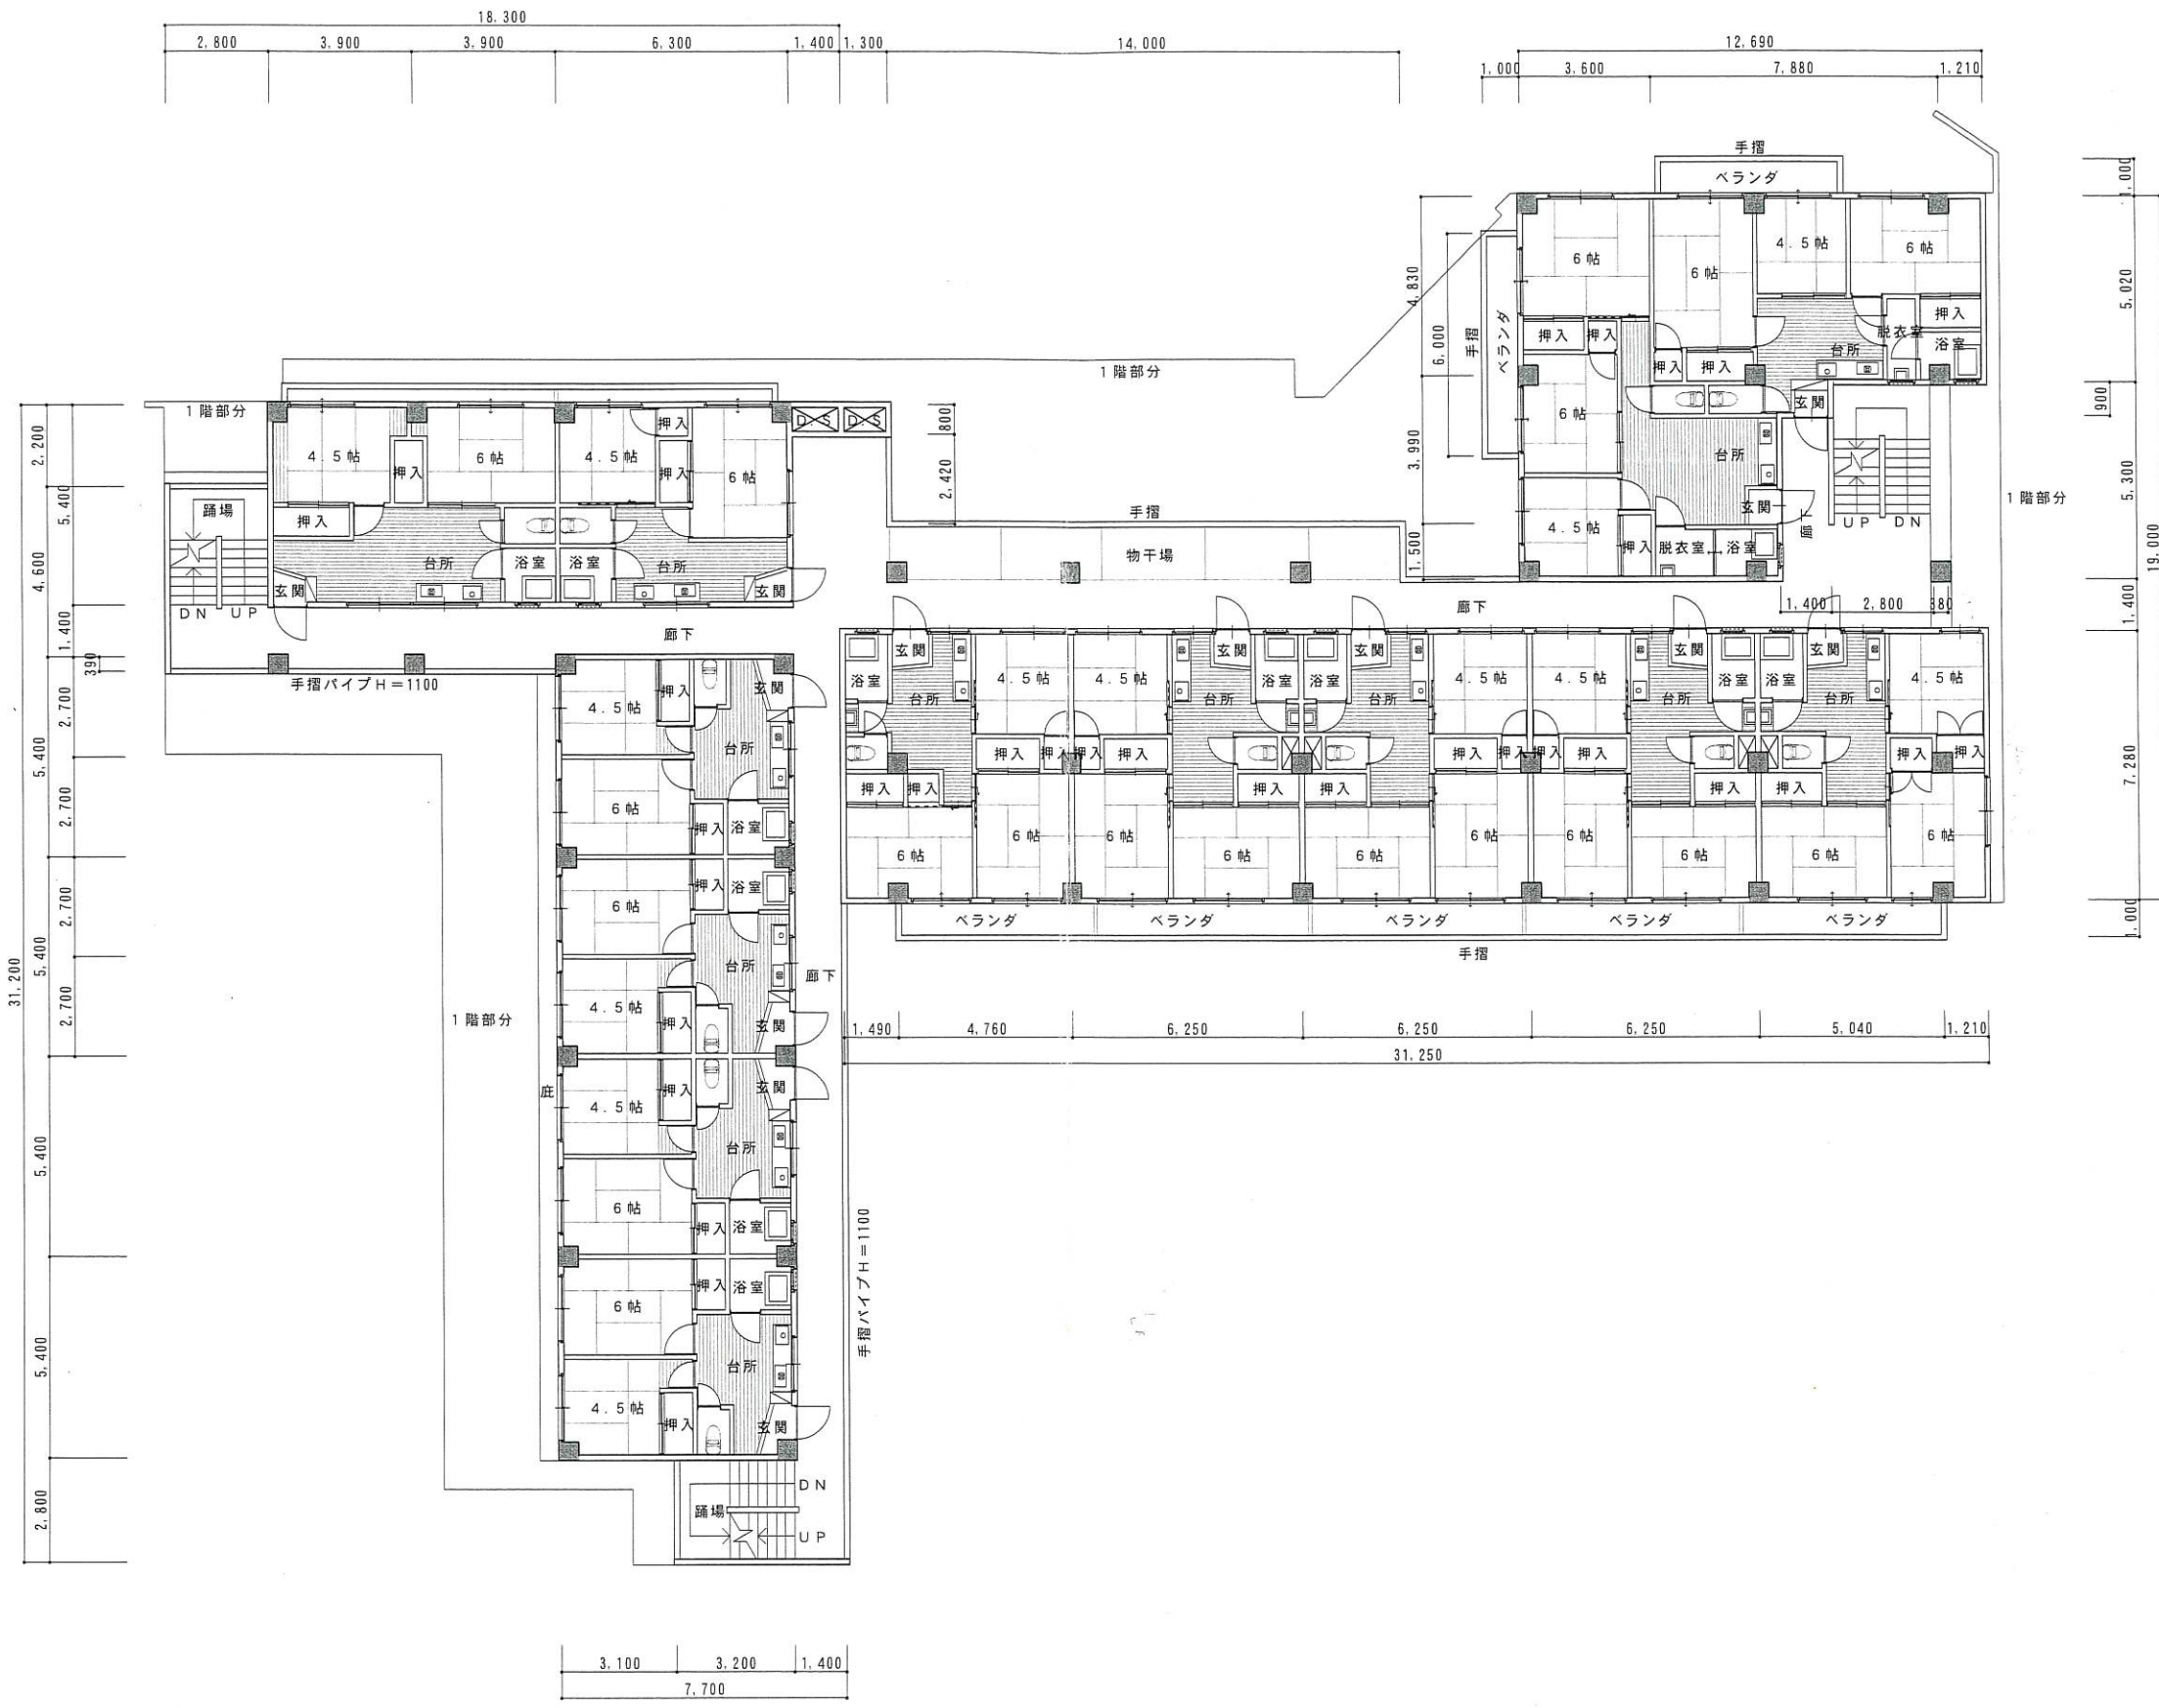 18,300
2,800 3,900 3,900 6,300 1,400 1,300 14,000
12,690
1,000 3,600 7,880 1,210
手摺
ベランダ
1,000
6帖 6帖 4.5帖 6帖
4,830
5,020
6,000
手摺
ベランダ
押入 押入 押入 押入 台所 脱衣室 押入 浴室
1階部分
玄関
900
6帖
台所
3,990
玄関
4.5帖
押入 脱衣室 浴室
廊下
UP DN
5,300
1階部分
19,000
1階部分
4.5帖 押入 6帖 4.5帖 押入 押入 6帖
D.S D.S
800
2,420
2,200
5,400
踊場
押入
台所 浴室 浴室 台所
玄関 玄関
DN UP
4,600
手摺
物干場
1,500
廊下
1,400 2,800 380
1,400
1,400
390
廊下
手摺パイプH=1100
浴室 玄関 台所 4.5帖 4.5帖 台所 玄関 浴室 浴室 玄関 台所 4.5帖 4.5帖 台所 玄関 浴室 浴室 玄関 台所 4.5帖
押入 押入 押入 押入 押入 押入 押入 押入 押入 押入
押入 押入 押入 押入 押入 押入
6帖 6帖 6帖 6帖 6帖 6帖 6帖 6帖 6帖 6帖
7,280
ベランダ ベランダ ベランダ ベランダ ベランダ
1,000
手摺
2,700
5,400
2,700
2,700
5,400
2,700
31,200
4.5帖 押入 台所 玄関
6帖 押入 浴室
6帖 押入 浴室
台所
廊下
4.5帖 押入 玄関
1階部分
1,490 4,760 6,250 6,250 6,250 5,040 1,210
31,250
庇
4.5帖 押入 玄関
台所
5,400
6帖 押入 浴室
手摺パイプH=1100
6帖 押入 浴室
台所
5,400
4.5帖 押入 玄関
DN
踊場
UP
2,800
3,100 3,200 1,400
7,700